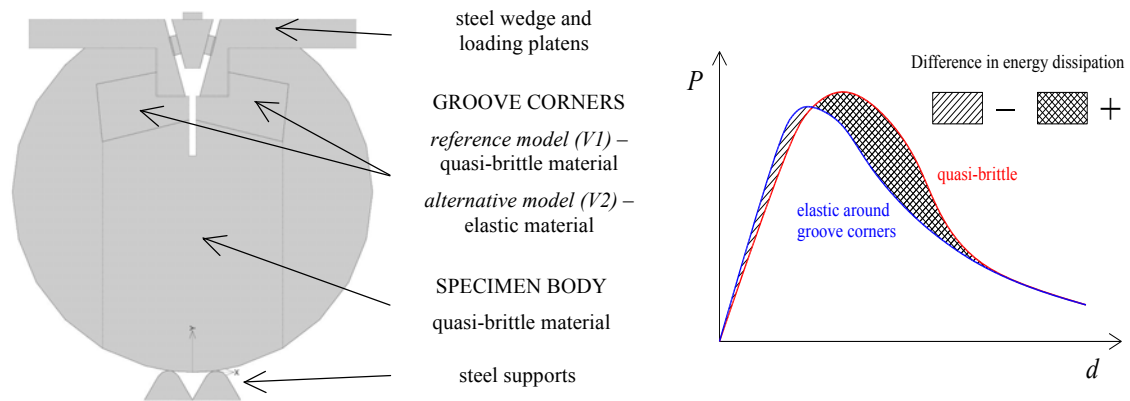 steel wedge and
loading platens
GROOVE CORNERS
reference model (V1) –
quasi-brittle material
alternative model (V2) –
elastic material
SPECIMEN BODY
quasi-brittle material
steel supports
P
Difference in energy dissipation
– +
quasi-brittle
elastic around
groove corners
d